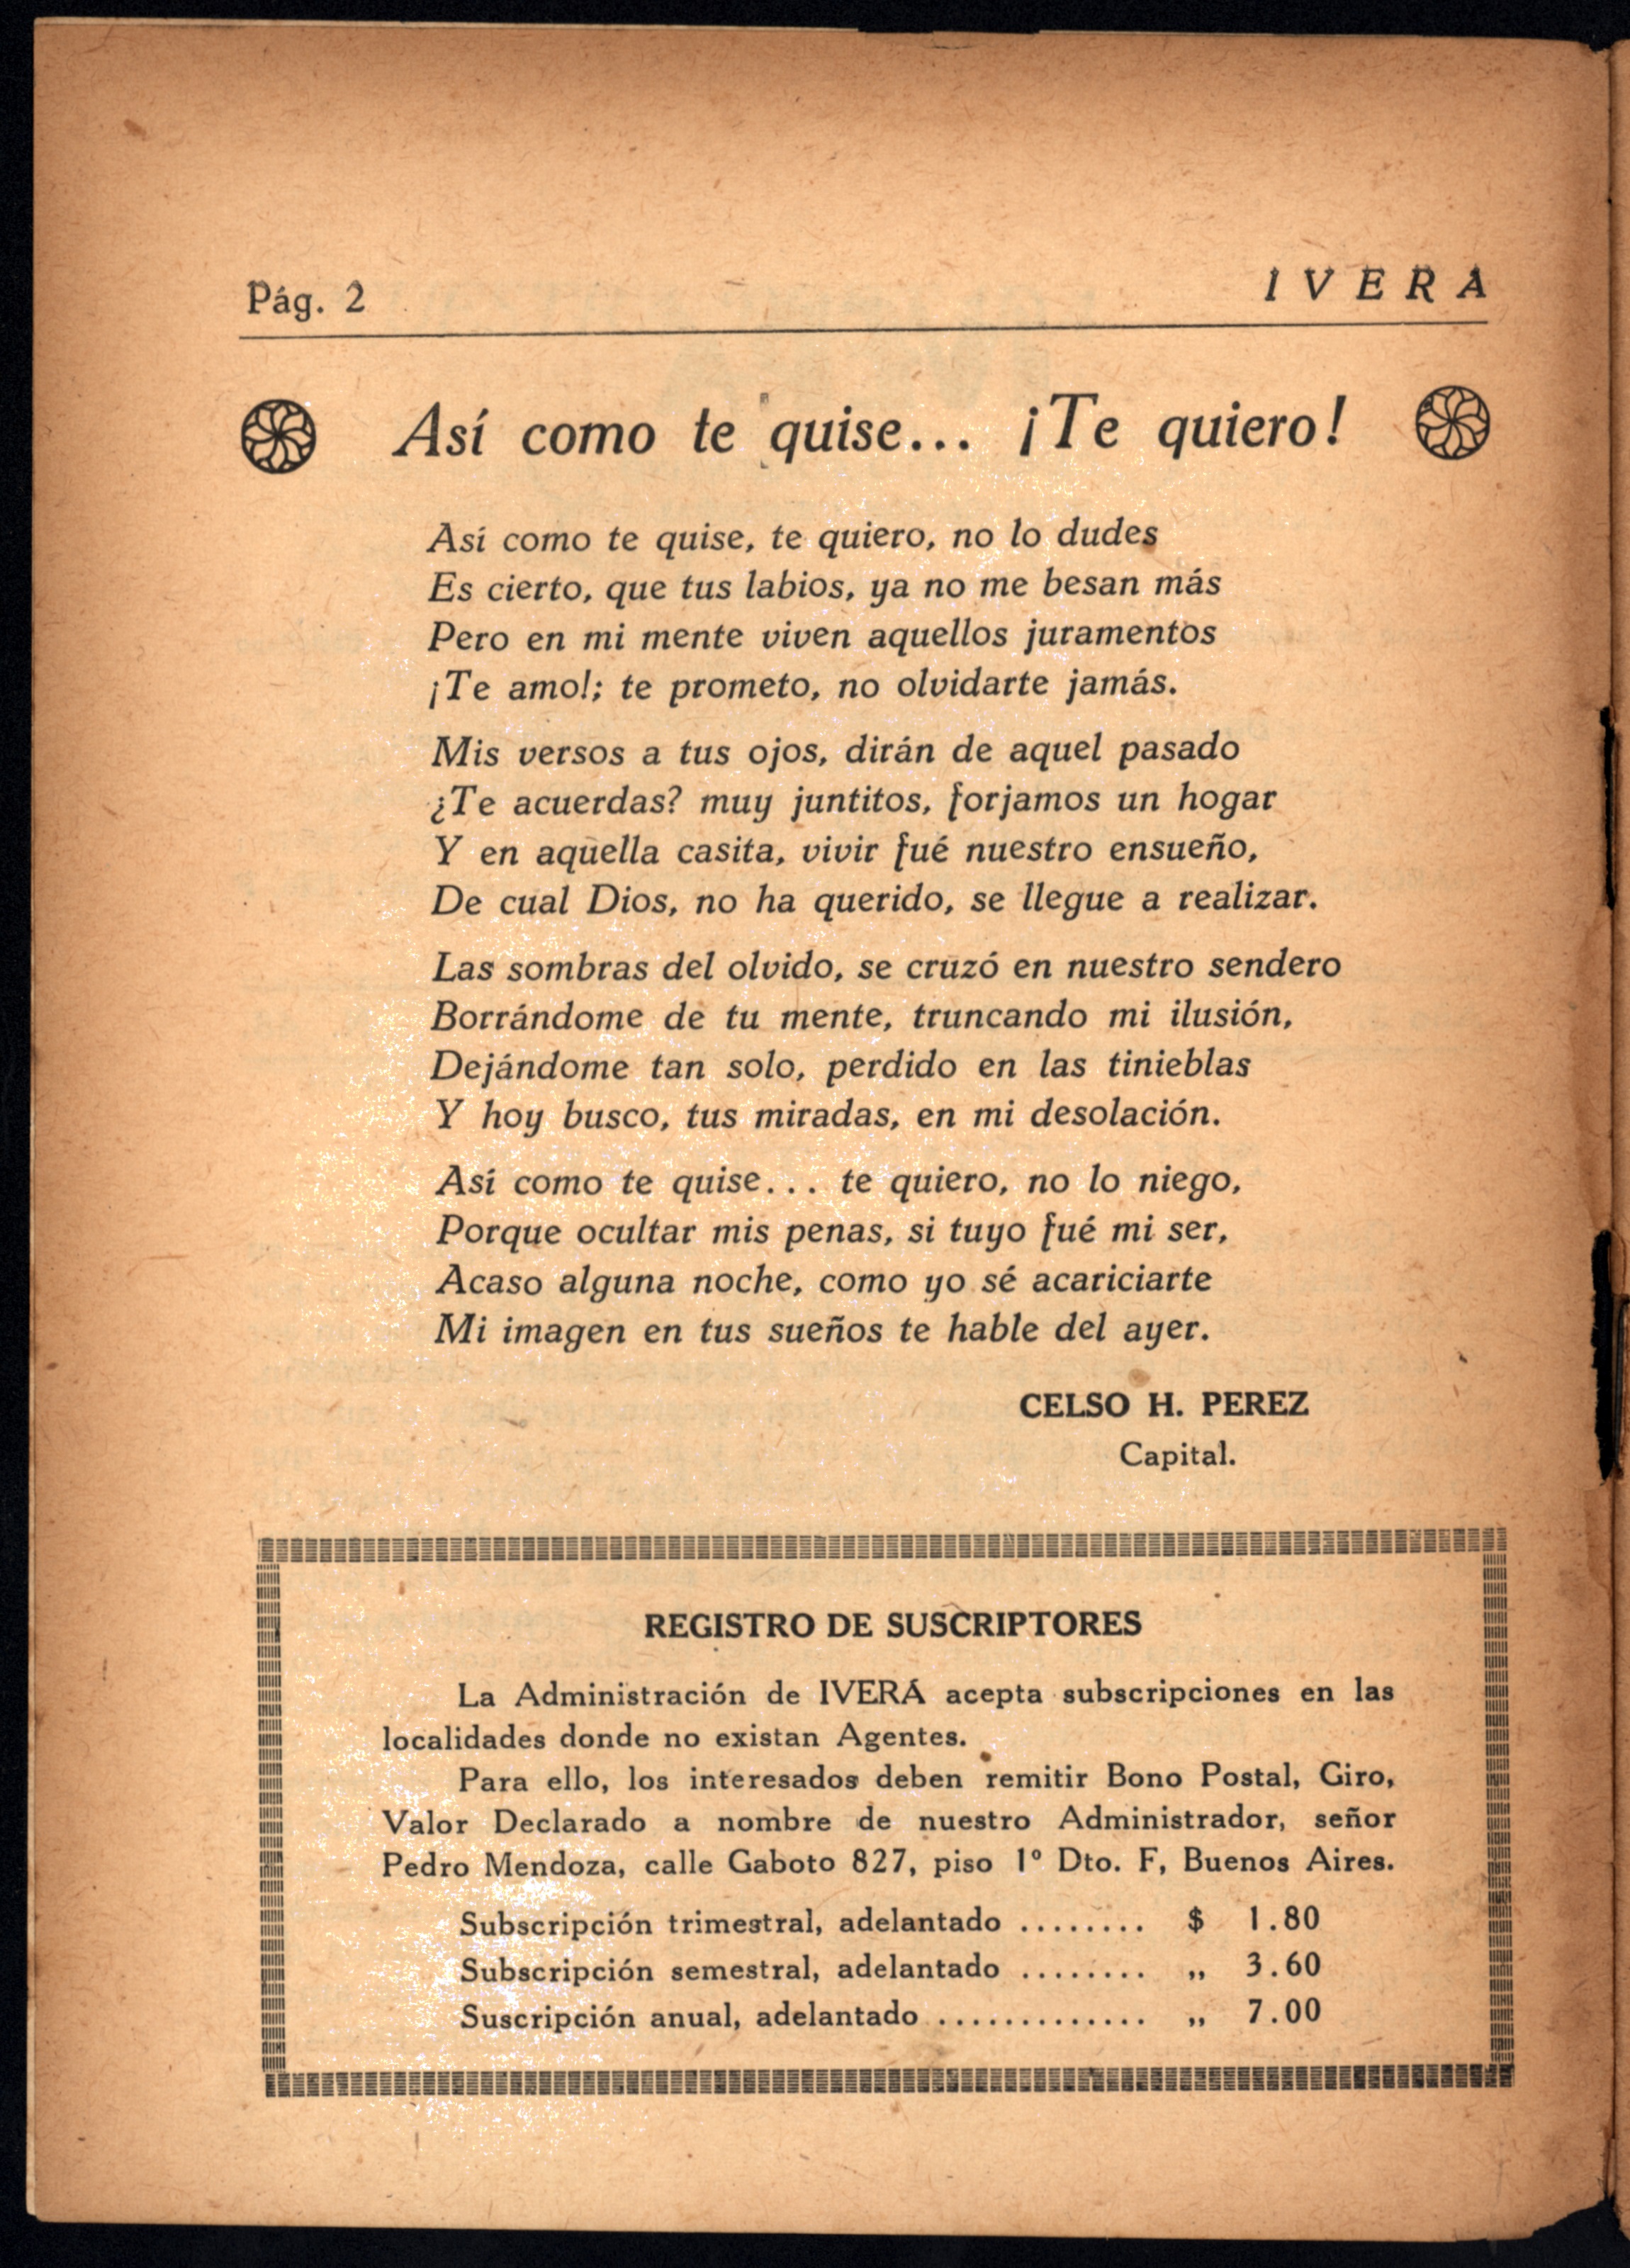 Pág. 2
IVERA
Así como te quise... ¡Te quiero!
Así como te quise, te quiero, no lo dudes
Es cierto, que tus labios, ya no me besan más
Pero en mi mente viven aquellos juramentos
¡Te amo!; te prometo, no olvidarte jamás.
Mis versos a tus ojos, dirán de aquel pasado
¿Te acuerdas? muy juntitos, forjamos un hogar
Y en aquella casita, vivir fué nuestro ensueño,
De cual Dios, no ha querido, se llegue a realizar.
Las sombras del olvido, se cruzó en nuestro sendero
Borrándome de tu mente, truncando mi ilusión,
Dejándome tan solo, perdido en las tinieblas
Y hoy busco, tus miradas, en mi desolación.
Así como te quise... te quiero, no lo niego,
Porque ocultar mis penas, si tuyo fué mi ser,
Acaso alguna noche, como yo sé acariciarte
Mi imagen en tus sueños te hable del ayer.
CELSO H. PEREZ
Capital.
REGISTRO DE SUSCRIPTORES
La Administración de IVERÁ acepta subscripciones en las
localidades donde no existan Agentes.
Para ello, los interesados deben remitir Bono Postal, Giro,
Valor Declarado a nombre de nuestro Administrador, señor
Pedro Mendoza, calle Gaboto 827, piso 1º Dto. F, Buenos Aires.
Subscripción trimestral, adelantado ........ $ 1.80
Subscripción semestral, adelantado ........ „ 3.60
Suscripción anual, adelantado ............. „ 7.00